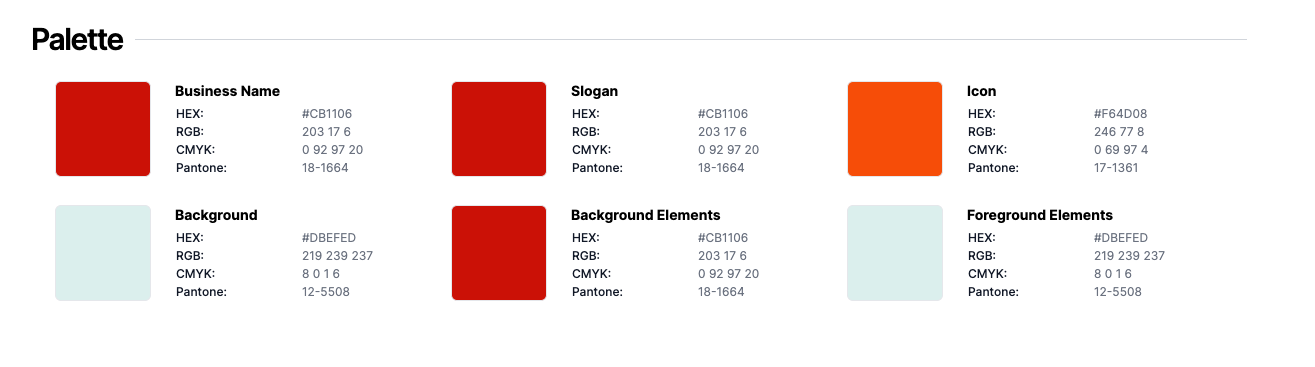 Palette
Business Name
HEX: #CB1106
RGB: 203 17 6
CMYK: 0 92 97 20
Pantone: 18-1664
Slogan
HEX: #CB1106
RGB: 203 17 6
CMYK: 0 92 97 20
Pantone: 18-1664
Icon
HEX: #F64D08
RGB: 246 77 8
CMYK: 0 69 97 4
Pantone: 17-1361
Background
HEX: #DBEFED
RGB: 219 239 237
CMYK: 8 0 1 6
Pantone: 12-5508
Background Elements
HEX: #CB1106
RGB: 203 17 6
CMYK: 0 92 97 20
Pantone: 18-1664
Foreground Elements
HEX: #DBEFED
RGB: 219 239 237
CMYK: 8 0 1 6
Pantone: 12-5508